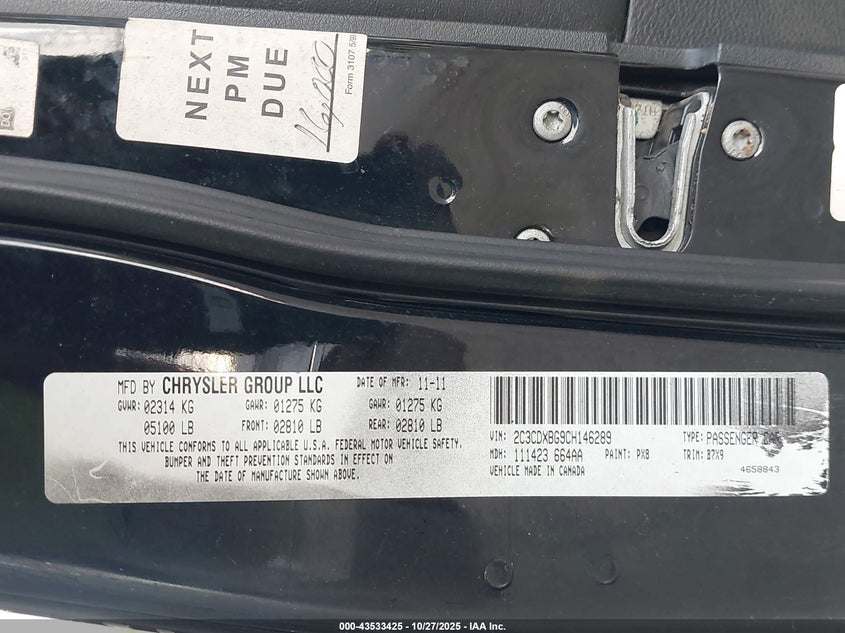 NEXT
PM
DUE
Form 3107 5/9
MFD BY CHRYSLER GROUP LLC DATE OF MFR: 11-11
GVWR: 02314 KG GAWR: 01275 KG GAWR: 01275 KG
05100 LB FRONT: 02810 LB REAR: 02810 LB
THIS VEHICLE CONFORMS TO ALL APPLICABLE U.S.A. FEDERAL MOTOR VEHICLE SAFETY,
BUMPER AND THEFT PREVENTION STANDARDS IN EFFECT ON
THE DATE OF MANUFACTURE SHOWN ABOVE.
VIN: 2C3CDXBG9CH146289 TYPE: PASSENGER CAR
MDH: 111423 664AA PAINT: PX8 TRIM: B7X9
VEHICLE MADE IN CANADA 4658843
000-43533425 - 10/27/2025 - IAA Inc.